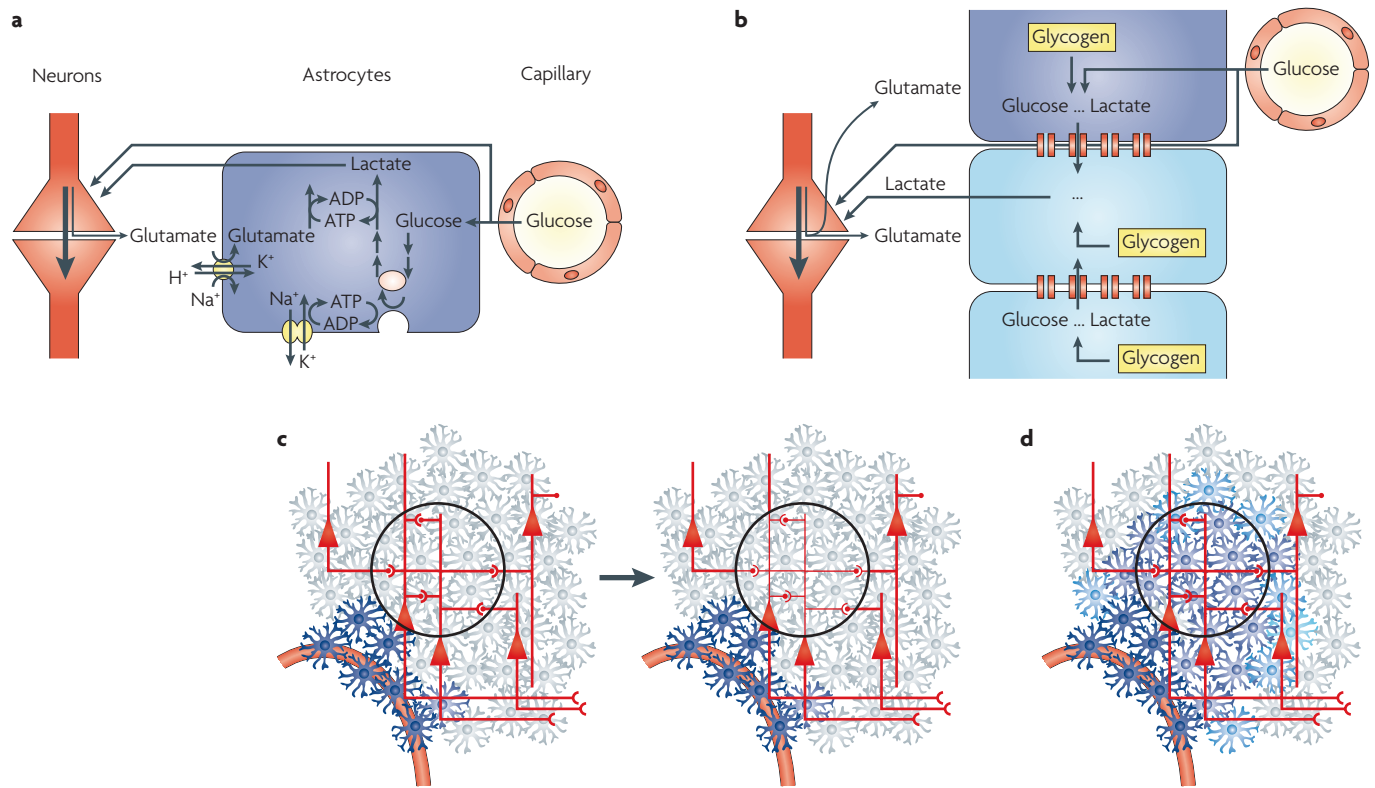 a
Neurons
Astrocytes
Capillary
Lactate
ADP
ATP
Glucose
Glucose
Glutamate
Glutamate
K⁺
H⁺
Na⁺
Na⁺
ATP
ADP
K⁺
b
Glycogen
Glucose
Glutamate
Glucose ... Lactate
Lactate
...
Glutamate
Glycogen
Glucose ... Lactate
Glycogen
c
d